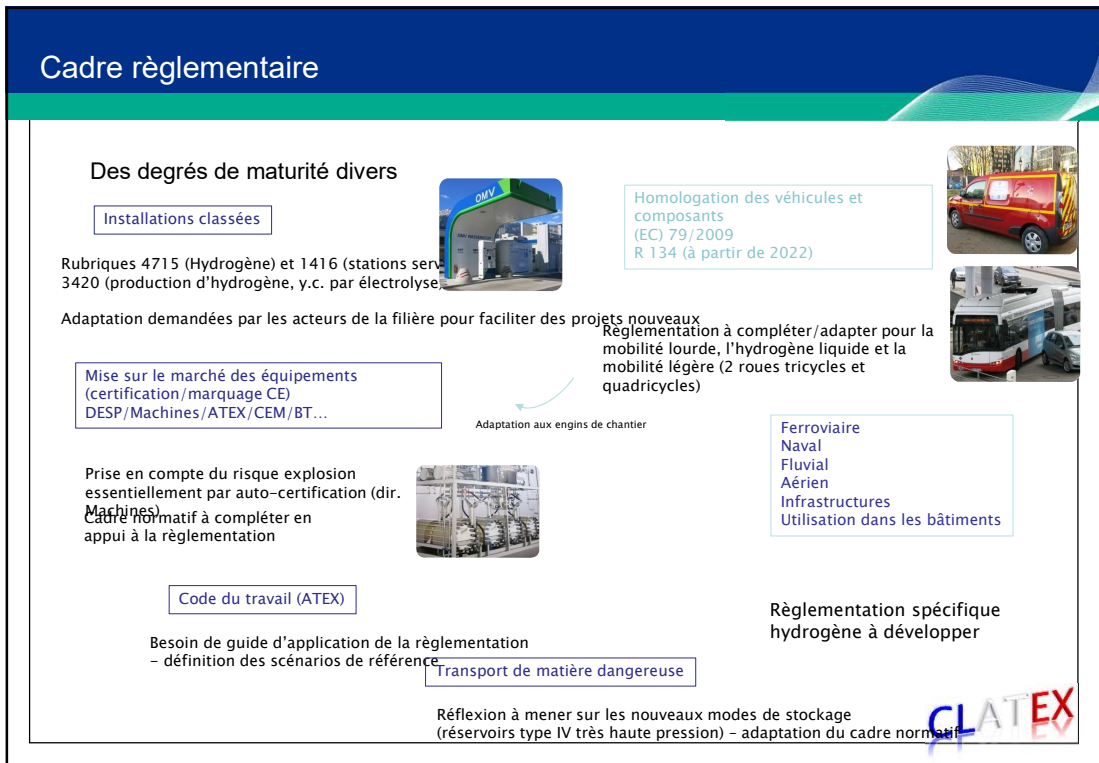 Cadre règlementaire
Des degrés de maturité divers
Installations classées
Rubriques 4715 (Hydrogène) et 1416 (stations serv
3420 (production d'hydrogène, y.c. par électrolyse)
Adaptation demandées par les acteurs de la filière pour faciliter des projets nouveaux
OMV
Homologation des véhicules et
composants
(EC) 79/2009
R 134 (à partir de 2022)
Règlementation à compléter/adapter pour la
mobilité lourde, l'hydrogène liquide et la
mobilité légère (2 roues tricycles et
quadricycles)
Mise sur le marché des équipements
(certification/marquage CE)
DESP/Machines/ATEX/CEM/BT…
Adaptation aux engins de chantier
Prise en compte du risque explosion
essentiellement par auto-certification (dir.
Machines)
Cadre normatif à compléter en
appui à la règlementation
Ferroviaire
Naval
Fluvial
Aérien
Infrastructures
Utilisation dans les bâtiments
Code du travail (ATEX)
Besoin de guide d'application de la règlementation
– définition des scénarios de référence
Règlementation spécifique
hydrogène à développer
Transport de matière dangereuse
Réflexion à mener sur les nouveaux modes de stockage
(réservoirs type IV très haute pression) – adaptation du cadre normatif
CLATEX